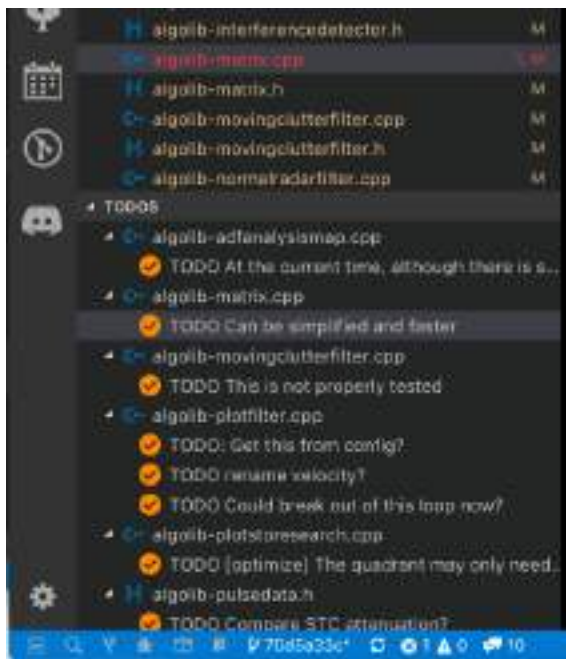 algolib-interferencedetector.h M
algolib-matrix.cpp M
algolib-matrix.h M
algolib-movingclutterfilter.cpp M
algolib-movingclutterfilter.h M
algolib-normalradarfilter.cpp M
TODOS
algolib-adfanalysismap.cpp
TODO At the current time, although there is s...
algolib-matrix.cpp
TODO Can be simplified and faster
algolib-movingclutterfilter.cpp
TODO This is not properly tested
algolib-plotfilter.cpp
TODO: Get this from config?
TODO rename velocity?
TODO Could break out of this loop now?
algolib-plotstoresearch.cpp
TODO [optimize] The quadrant may only need...
algolib-pulsedata.h
TODO Compare STC attenuation?
70d5a33c* 1 0 10